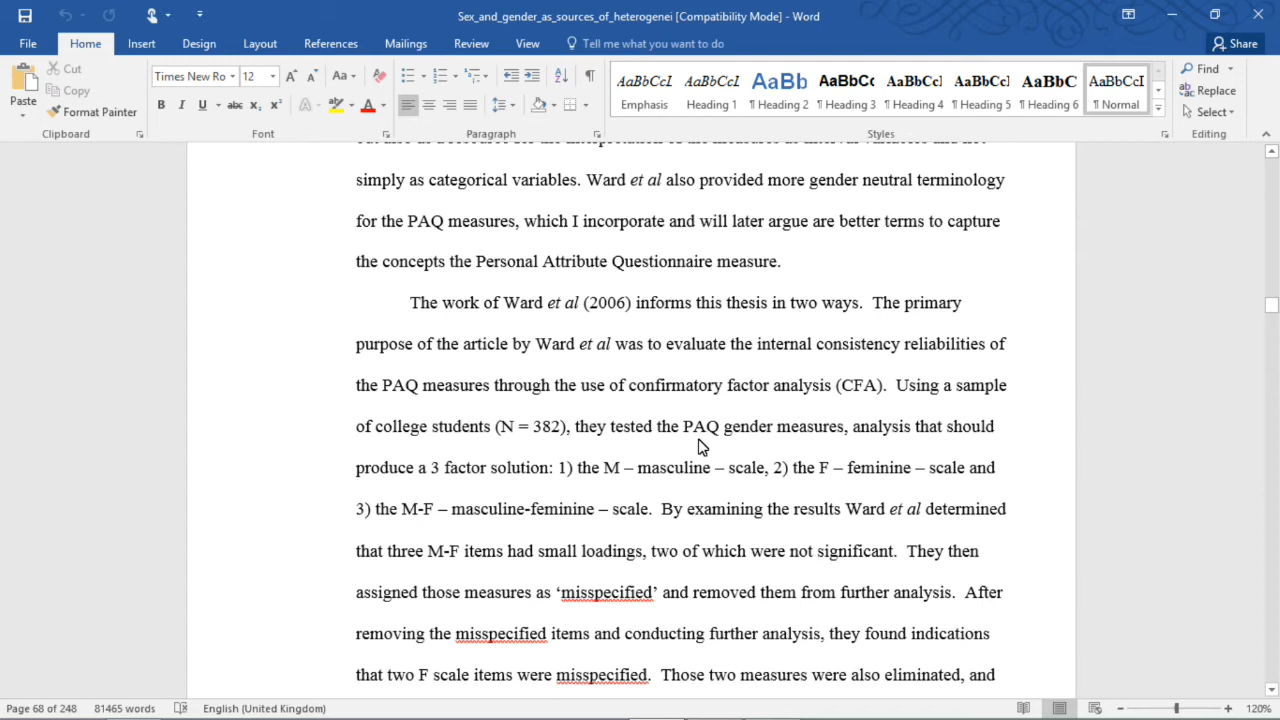 Sex_and_gender_as_sources_of_heterogenei [Compatibility Mode] - Word
File Home Insert Design Layout References Mailings Review View Tell me what you want to do Share
Paste
Cut
Copy
Format Painter
Clipboard
Times New Ro 12
Font
Paragraph
AaBbCcI AaBbCcL AaBb AaBbCc AaBbCcI AaBbCcI AaBbC AaBbCcI
Emphasis Heading 1 ¶ Heading 2 ¶ Heading 3 ¶ Heading 4 ¶ Heading 5 ¶ Heading 6 ¶ Normal
Styles
Find
Replace
Select
Editing
simply as categorical variables. Ward et al also provided more gender neutral terminology
for the PAQ measures, which I incorporate and will later argue are better terms to capture
the concepts the Personal Attribute Questionnaire measure.
The work of Ward et al (2006) informs this thesis in two ways. The primary
purpose of the article by Ward et al was to evaluate the internal consistency reliabilities of
the PAQ measures through the use of confirmatory factor analysis (CFA). Using a sample
of college students (N = 382), they tested the PAQ gender measures, analysis that should
produce a 3 factor solution: 1) the M – masculine – scale, 2) the F – feminine – scale and
3) the M-F – masculine-feminine – scale. By examining the results Ward et al determined
that three M-F items had small loadings, two of which were not significant. They then
assigned those measures as ‘misspecified’ and removed them from further analysis. After
removing the misspecified items and conducting further analysis, they found indications
that two F scale items were misspecified. Those two measures were also eliminated, and
Page 68 of 248 81465 words English (United Kingdom) 120%